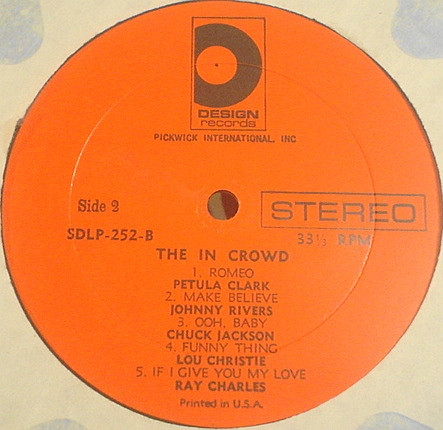 DESIGN
records
PICKWICK INTERNATIONAL, INC
Side 2
STEREO
SDLP-252-B
33⅓ RPM
THE IN CROWD
1. ROMEO
PETULA CLARK
2. MAKE BELIEVE
JOHNNY RIVERS
3. OOH, BABY
CHUCK JACKSON
4. FUNNY THING
LOU CHRISTIE
5. IF I GIVE YOU MY LOVE
RAY CHARLES
Printed in U.S.A.